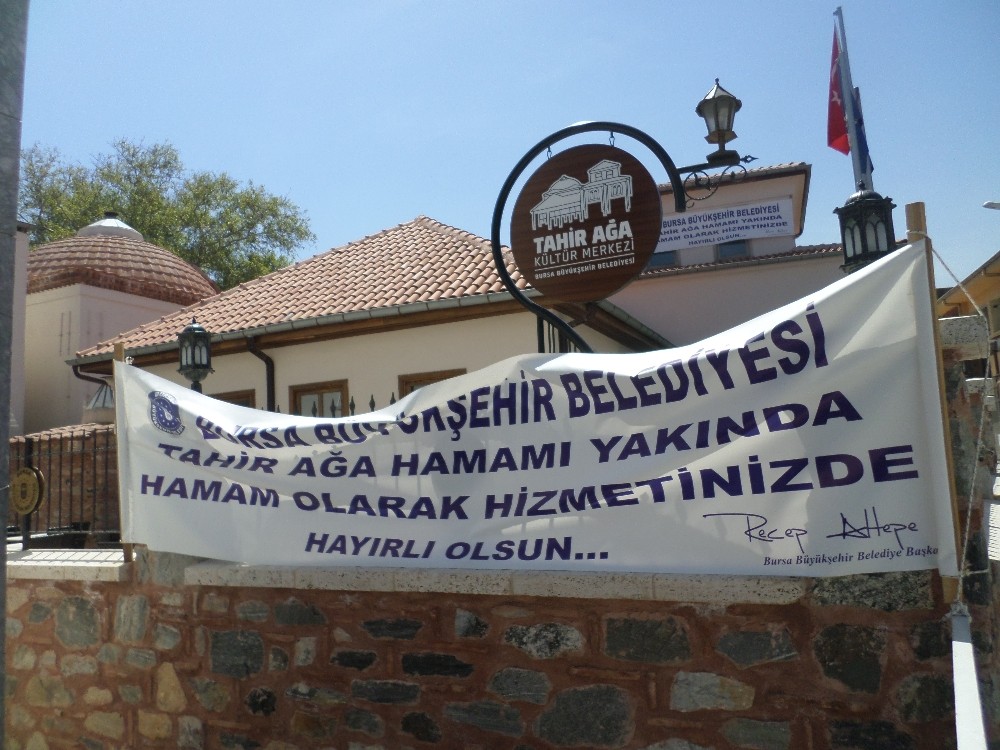 TAHİR AĞA
KÜLTÜR MERKEZİ
BURSA BÜYÜKŞEHİR BELEDİYESİ
BURSA BÜYÜKŞEHİR BELEDİYESİ
TAHİR AĞA HAMAMI YAKINDA
HAMAM OLARAK HİZMETİNİZDE
HAYIRLI OLSUN...
BURSA BÜYÜKŞEHİR BELEDİYESİ
TAHİR AĞA HAMAMI YAKINDA
HAMAM OLARAK HİZMETİNİZDE
HAYIRLI OLSUN...
Recep Altepe
Bursa Büyükşehir Belediye Başka